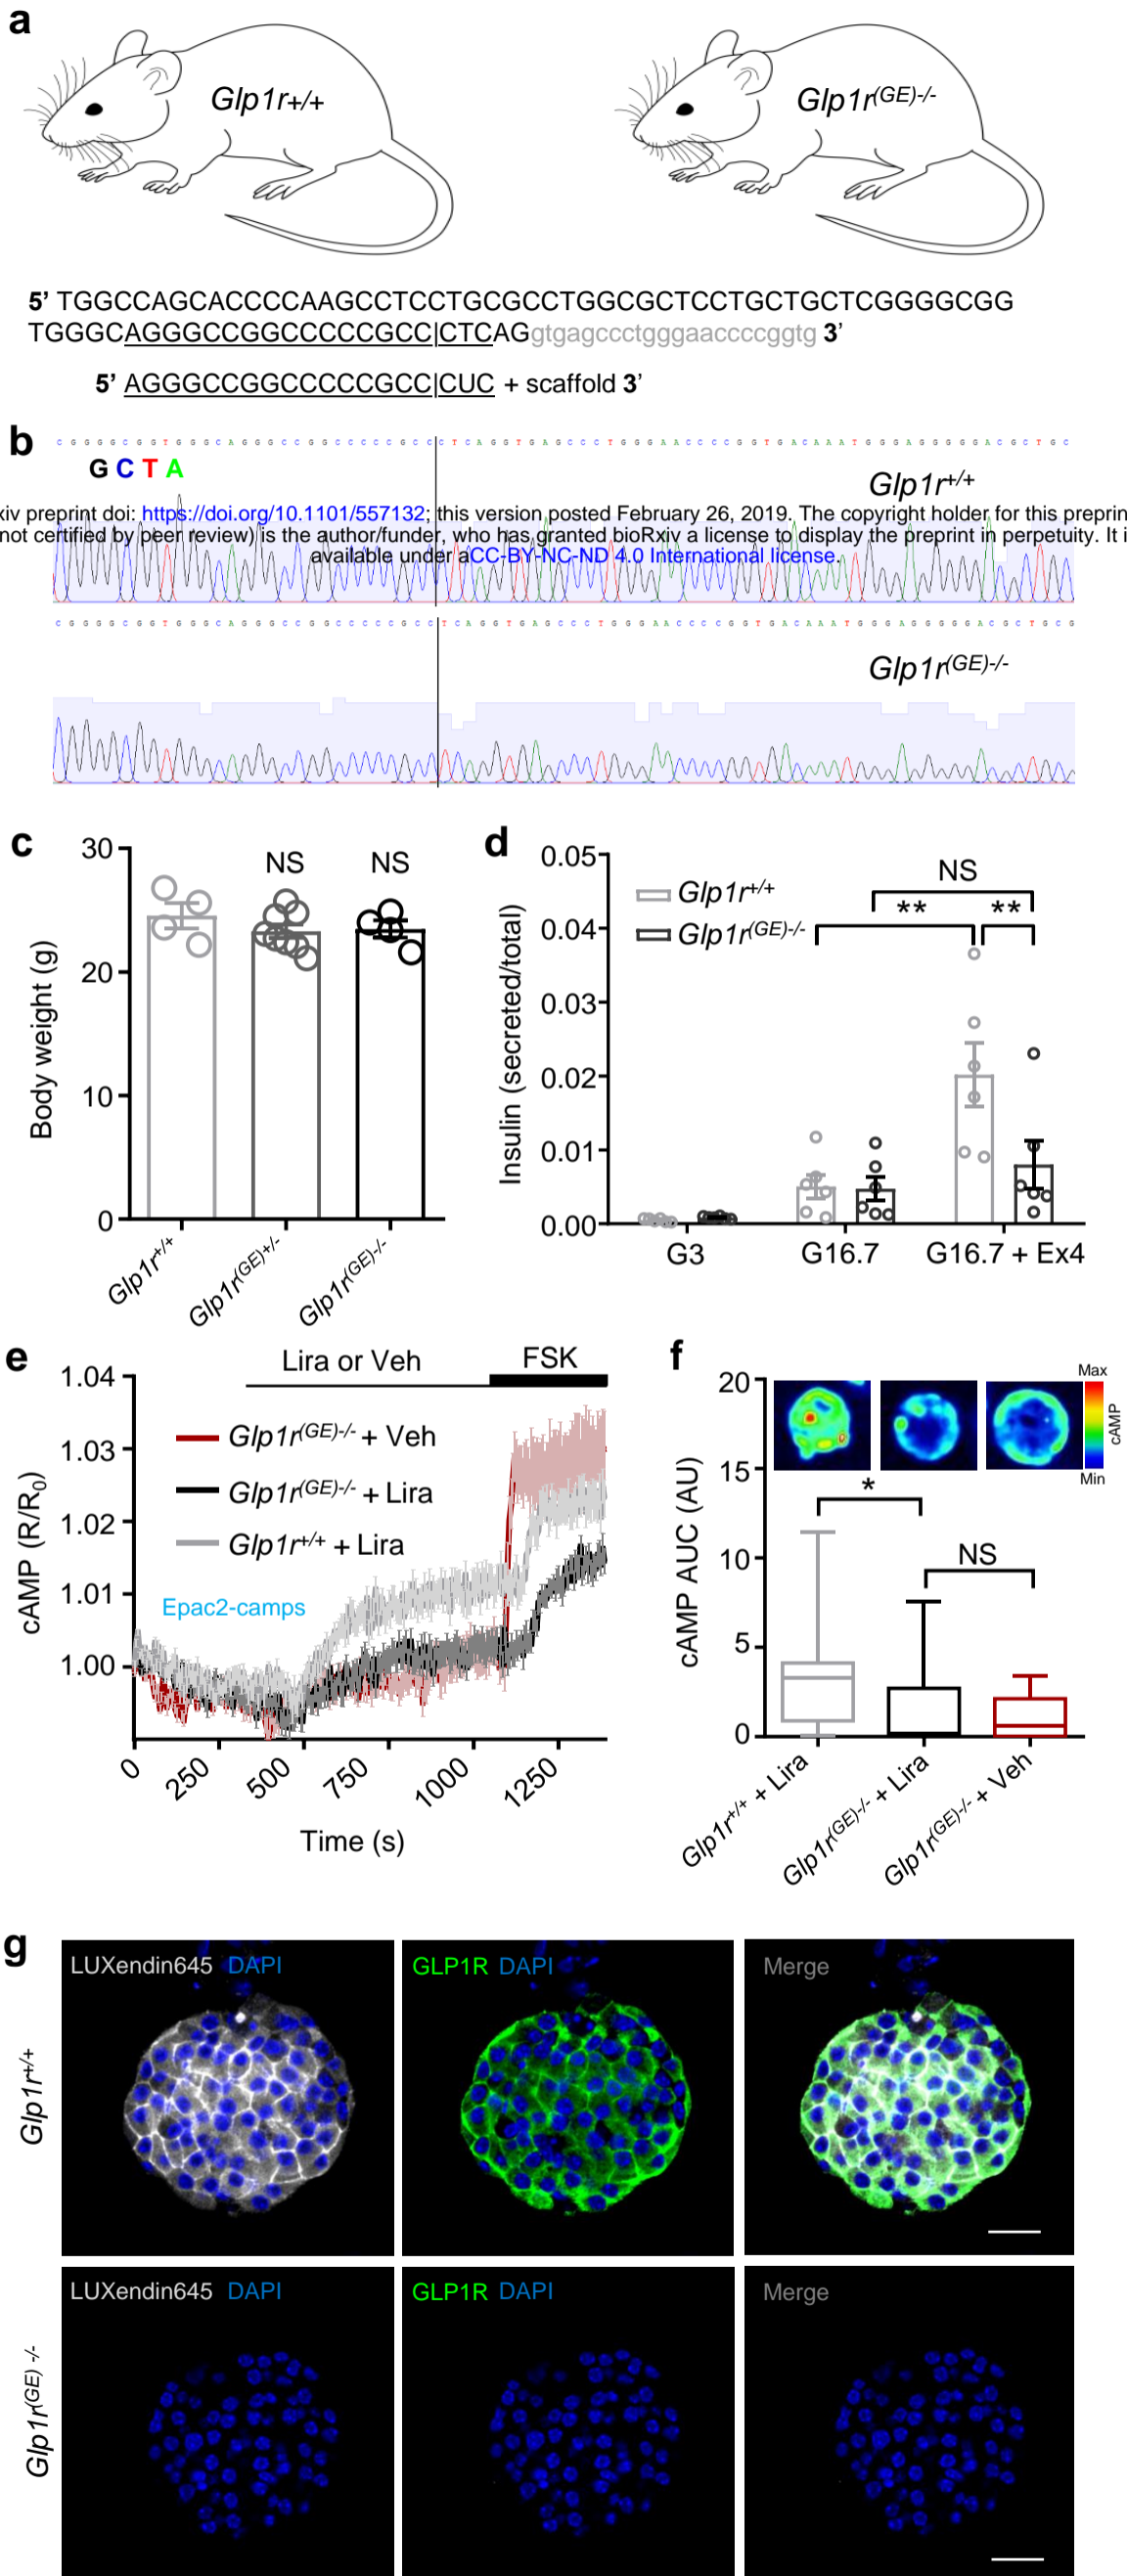 a
Glp1r+/+
Glp1r(GE)-/-
5’ TGGCCAGCACCCCAAGCCTCCTGCGCCTGGCGCTCCTGCTGCTCGGGGCGG
TGGGCAGGGCCGGCCCCCGCC|CTCAGgtgagccctgggaaccccggtg 3’
5’ AGGGCCGGCCCCCGCC|CUC + scaffold 3’
b
CGGGGCGGTGGGCAGGGCCGGCCCCCGCCCTCAGGTGAGCCCTGGGAACCCCGGTGACAAATGGGAGGGGGACGCTGC
G C T A
Glp1r+/+
xiv preprint doi: https://doi.org/10.1101/557132; this version posted February 26, 2019. The copyright holder for this preprin
not certified by peer review) is the author/funder, who has granted bioRxiv a license to display the preprint in perpetuity. It i
available under aCC-BY-NC-ND 4.0 International license.
CGGGGCGGTGGGCAGGGCCGGCCCCCGCCTCAGGTGAGCCCTGGGAACCCCGGTGACAAATGGGAGGGGGACGCTGCG
Glp1r(GE)-/-
c
Body weight (g)
30
20
10
0
NS
NS
Glp1r+/+
Glp1r(GE)+/-
Glp1r(GE)-/-
d
Insulin (secreted/total)
0.05
0.04
0.03
0.02
0.01
0.00
Glp1r+/+
Glp1r(GE)-/-
NS
**
**
G3
G16.7
G16.7 + Ex4
e
Lira or Veh
FSK
cAMP (R/R0)
1.04
1.03
1.02
1.01
1.00
Glp1r(GE)-/- + Veh
Glp1r(GE)-/- + Lira
Glp1r+/+ + Lira
Epac2-camps
0
250
500
750
1000
1250
Time (s)
f
cAMP AUC (AU)
20
15
10
5
0
Max
cAMP
Min
*
NS
Glp1r+/+ + Lira
Glp1r(GE)-/- + Lira
Glp1r(GE)-/- + Veh
g
Glp1r+/+
LUXendin645 DAPI
GLP1R DAPI
Merge
Glp1r(GE) -/-
LUXendin645 DAPI
GLP1R DAPI
Merge